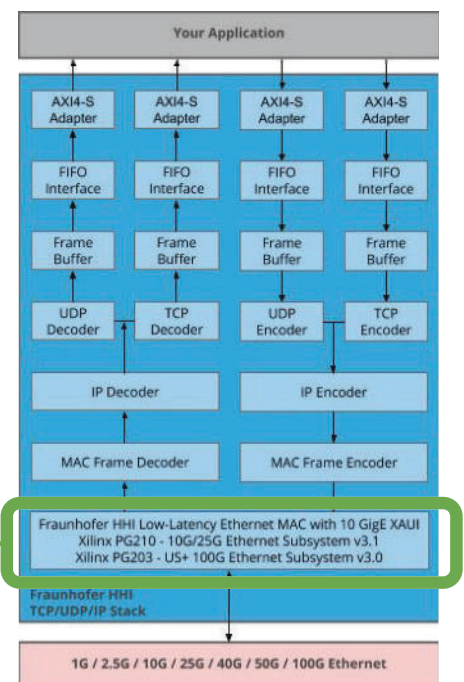 Your Application
AXI4-S
Adapter
AXI4-S
Adapter
AXI4-S
Adapter
AXI4-S
Adapter
FIFO
Interface
FIFO
Interface
FIFO
Interface
FIFO
Interface
Frame
Buffer
Frame
Buffer
Frame
Buffer
Frame
Buffer
UDP
Decoder
TCP
Decoder
UDP
Encoder
TCP
Encoder
IP Decoder
IP Encoder
MAC Frame Decoder
MAC Frame Encoder
Fraunhofer HHI Low-Latency Ethernet MAC with 10 GigE XAUI
Xilinx PG210 - 10G/25G Ethernet Subsystem v3.1
Xilinx PG203 - US+ 100G Ethernet Subsystem v3.0
Fraunhofer HHI
TCP/UDP/IP Stack
1G / 2.5G / 10G / 25G / 40G / 50G / 100G Ethernet